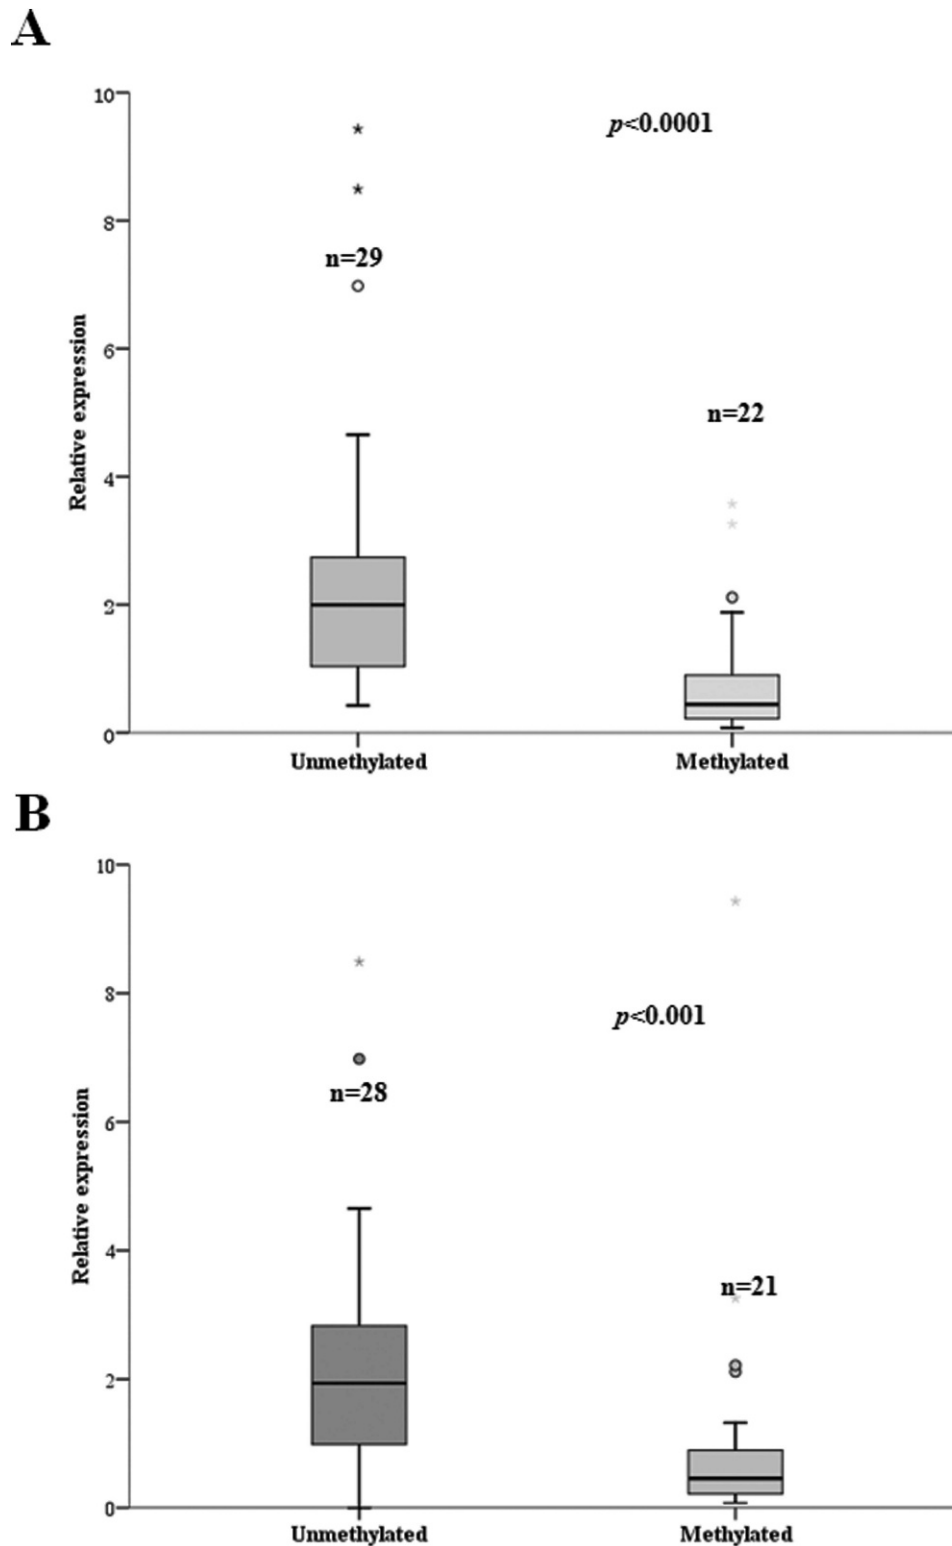 A
10
p<0.0001
8
n=29
6
Relative expression
n=22
4
2
0
Unmethylated
Methylated
B
10
8
p<0.001
n=28
6
Relative expression
4
n=21
2
0
Unmethylated
Methylated